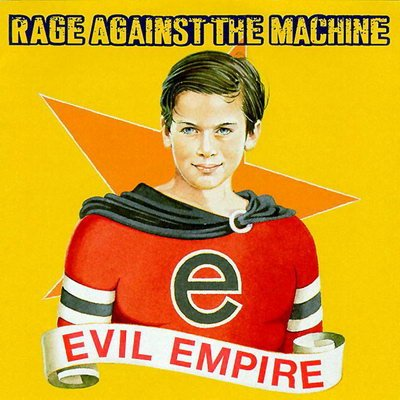 RAGE AGAINST THE MACHINE
e
EVIL EMPIRE